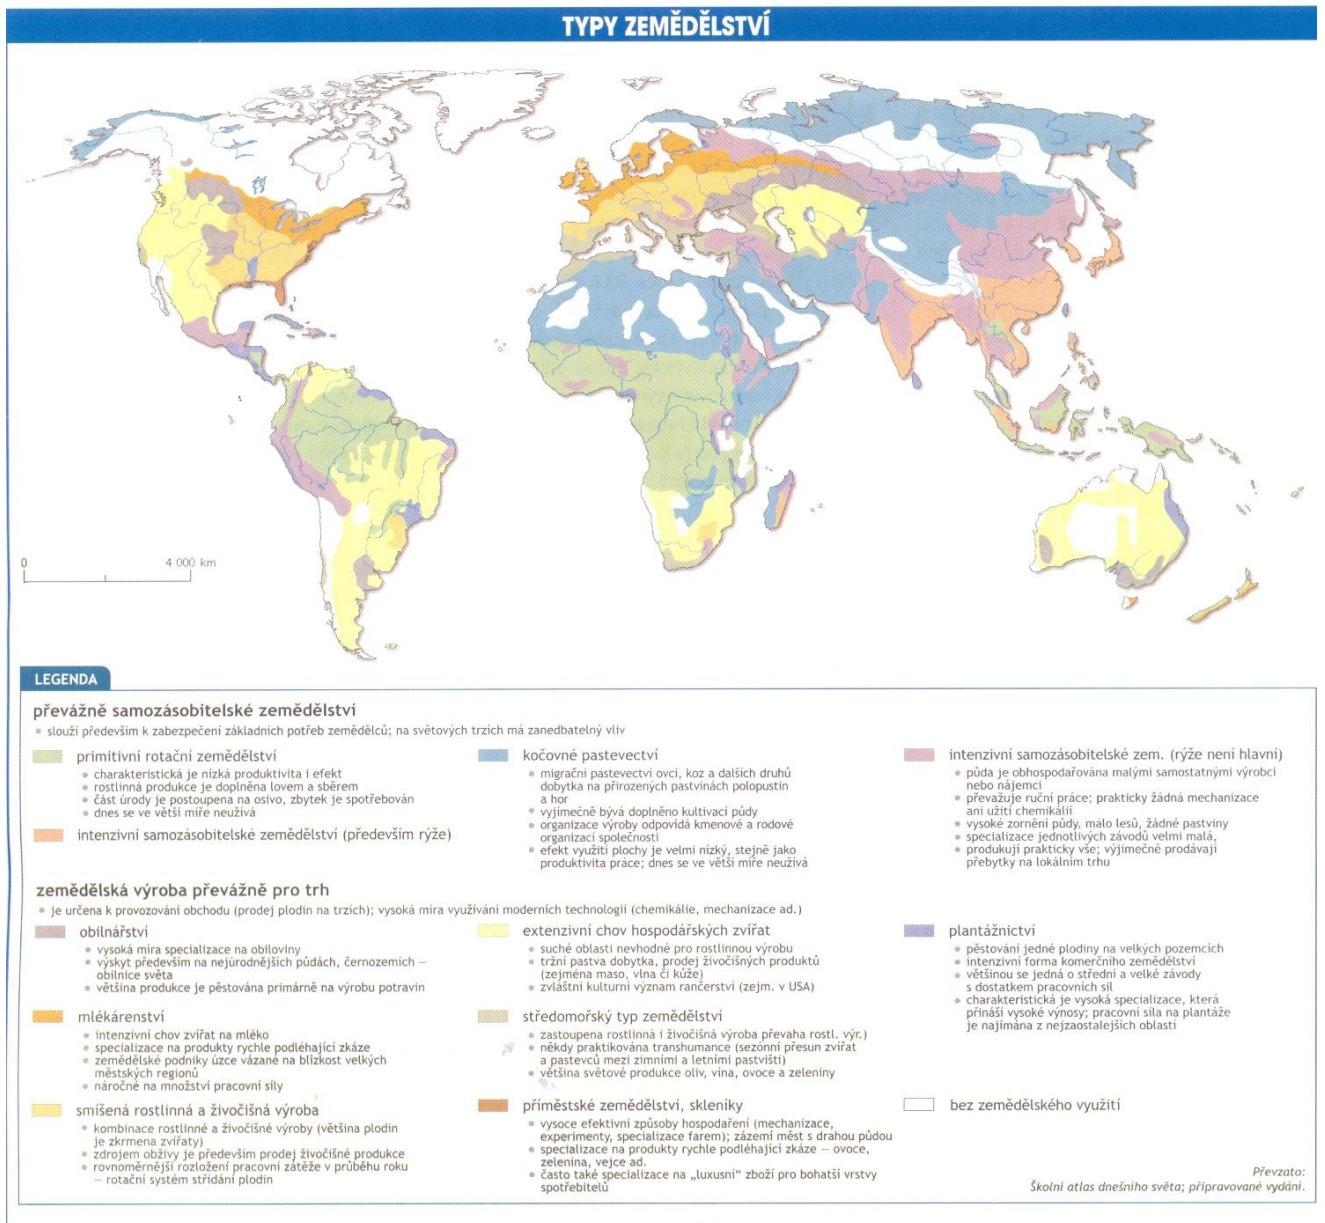 TYPY ZEMĚDĚLSTVÍ
0
4 000 km
LEGENDA
převážně samozásobitelské zemědělství
• slouží především k zabezpečení základních potřeb zemědělců; na světových trzích má zanedbatelný vliv
primitivní rotační zemědělství
• charakteristická je nízká produktivita i efekt
• rostlinná produkce je doplněna lovem a sběrem
• část úrody je postoupena na osivo, zbytek je spotřebován
• dnes se ve větší míře neužívá
intenzivní samozásobitelské zemědělství (především rýže)
kočovné pastevectví
• migrační pastevectví ovcí, koz a dalších druhů
dobytka na přirozených pastvinách polopustin
a hor
• výjimečně bývá doplněno kultivací půdy
• organizace výroby odpovídá kmenové a rodové
organizaci společnosti
• efekt využití plochy je velmi nízký, stejně jako
produktivita práce; dnes se ve větší míře neužívá
intenzivní samozásobitelské zem. (rýže není hlavní)
• půda je obhospodařována malými samostatnými výrobci
nebo nájemci
• převažuje ruční práce; prakticky žádná mechanizace
ani užití chemikálií
• vysoké zornění půdy, málo lesů, žádné pastviny
• specializace jednotlivých závodů velmi malá,
• produkují prakticky vše; výjimečně prodávají
přebytky na lokálním trhu
zemědělská výroba převážně pro trh
• je určena k provozování obchodu (prodej plodin na trzích); vysoká míra využívání moderních technologií (chemikálie, mechanizace ad.)
obilnářství
• vysoká míra specializace na obiloviny
• výskyt především na nejúrodnějších půdách, černozemích –
obilnice světa
• většina produkce je pěstována primárně na výrobu potravin
mlékárenství
• intenzivní chov zvířat na mléko
• specializace na produkty rychle podléhající zkáze
• zemědělské podniky úzce vázané na blízkost velkých
městských regionů
• náročné na množství pracovní síly
smíšená rostlinná a živočišná výroba
• kombinace rostlinné a živočišné výroby (většina plodin
je zkrmena zvířaty)
• zdrojem obživy je především prodej živočišné produkce
• rovnoměrnější rozložení pracovní zátěže v průběhu roku
– rotační systém střídání plodin
extenzivní chov hospodářských zvířat
• suché oblasti nevhodné pro rostlinnou výrobu
• tržní pastva dobytka, prodej živočišných produktů
(zejména maso, vlna či kůže)
• zvláštní kulturní význam rančerství (zejm. v USA)
středomořský typ zemědělství
• zastoupena rostlinná i živočišná výroba převaha rostl. výr.)
• někdy praktikována transhumance (sezónní přesun zvířat
a pastevců mezi zimními a letními pastvišti)
• většina světové produkce oliv, vína, ovoce a zeleniny
příměstské zemědělství, skleníky
• vysoce efektivní způsoby hospodaření (mechanizace,
experimenty, specializace farem); zázemí měst s drahou půdou
• specializace na produkty rychle podléhající zkáze – ovoce,
zelenina, vejce ad.
• často také specializace na „luxusní“ zboží pro bohatší vrstvy
spotřebitelů
plantážnictví
• pěstování jedné plodiny na velkých pozemcích
• intenzivní forma komerčního zemědělství
• většinou se jedná o střední a velké závody
s dostatkem pracovních sil
• charakteristická je vysoká specializace, která
přináší vysoké výnosy; pracovní síla na plantáže
je najímána z nejzaostalejších oblastí
bez zemědělského využití
Převzato:
Školní atlas dnešního světa; připravované vydání.